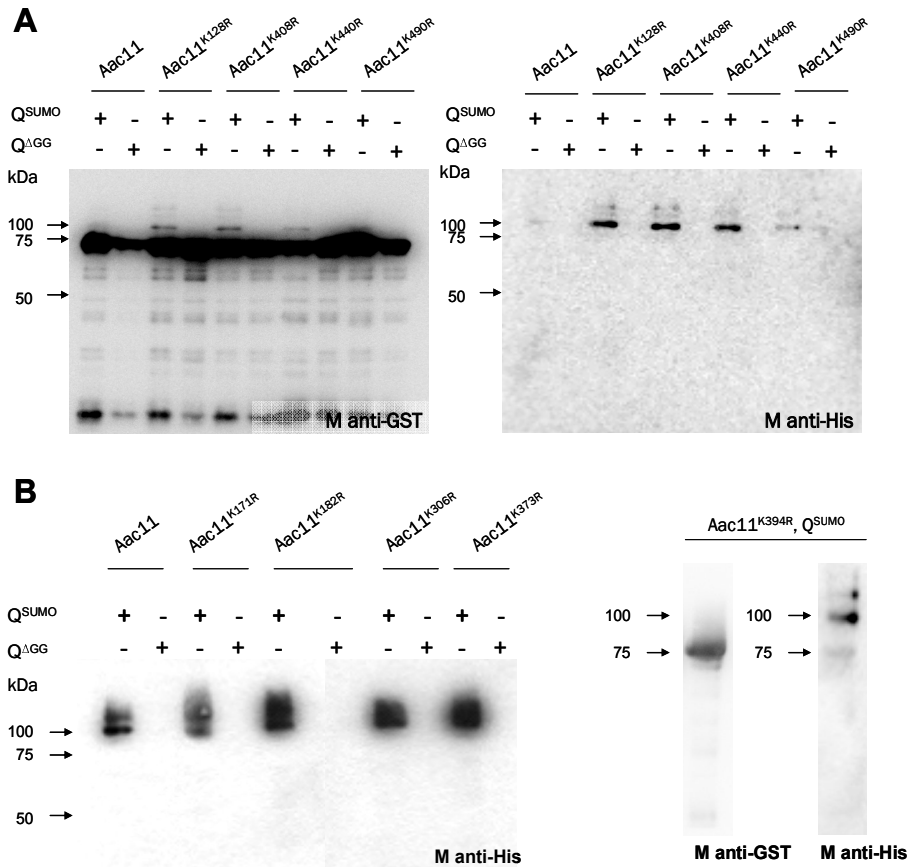 A
Aac11 Aac11K128R Aac11K408R Aac11K440R Aac11K490R
QSUMO + - + - + - + - + -
QΔGG - + - + - + - + - +
kDa
100
75
50
M anti-GST
Aac11 Aac11K128R Aac11K408R Aac11K440R Aac11K490R
QSUMO + - + - + - + - + -
QΔGG - + - + - + - + - +
kDa
100
75
50
M anti-His
B
Aac11 Aac11K171R Aac11K182R Aac11K306R Aac11K373R
QSUMO + - + - + - + - + -
QΔGG - + - + - + - + - +
kDa
100
75
50
M anti-His
Aac11K394R, QSUMO
100 100
75 75
M anti-GST M anti-His